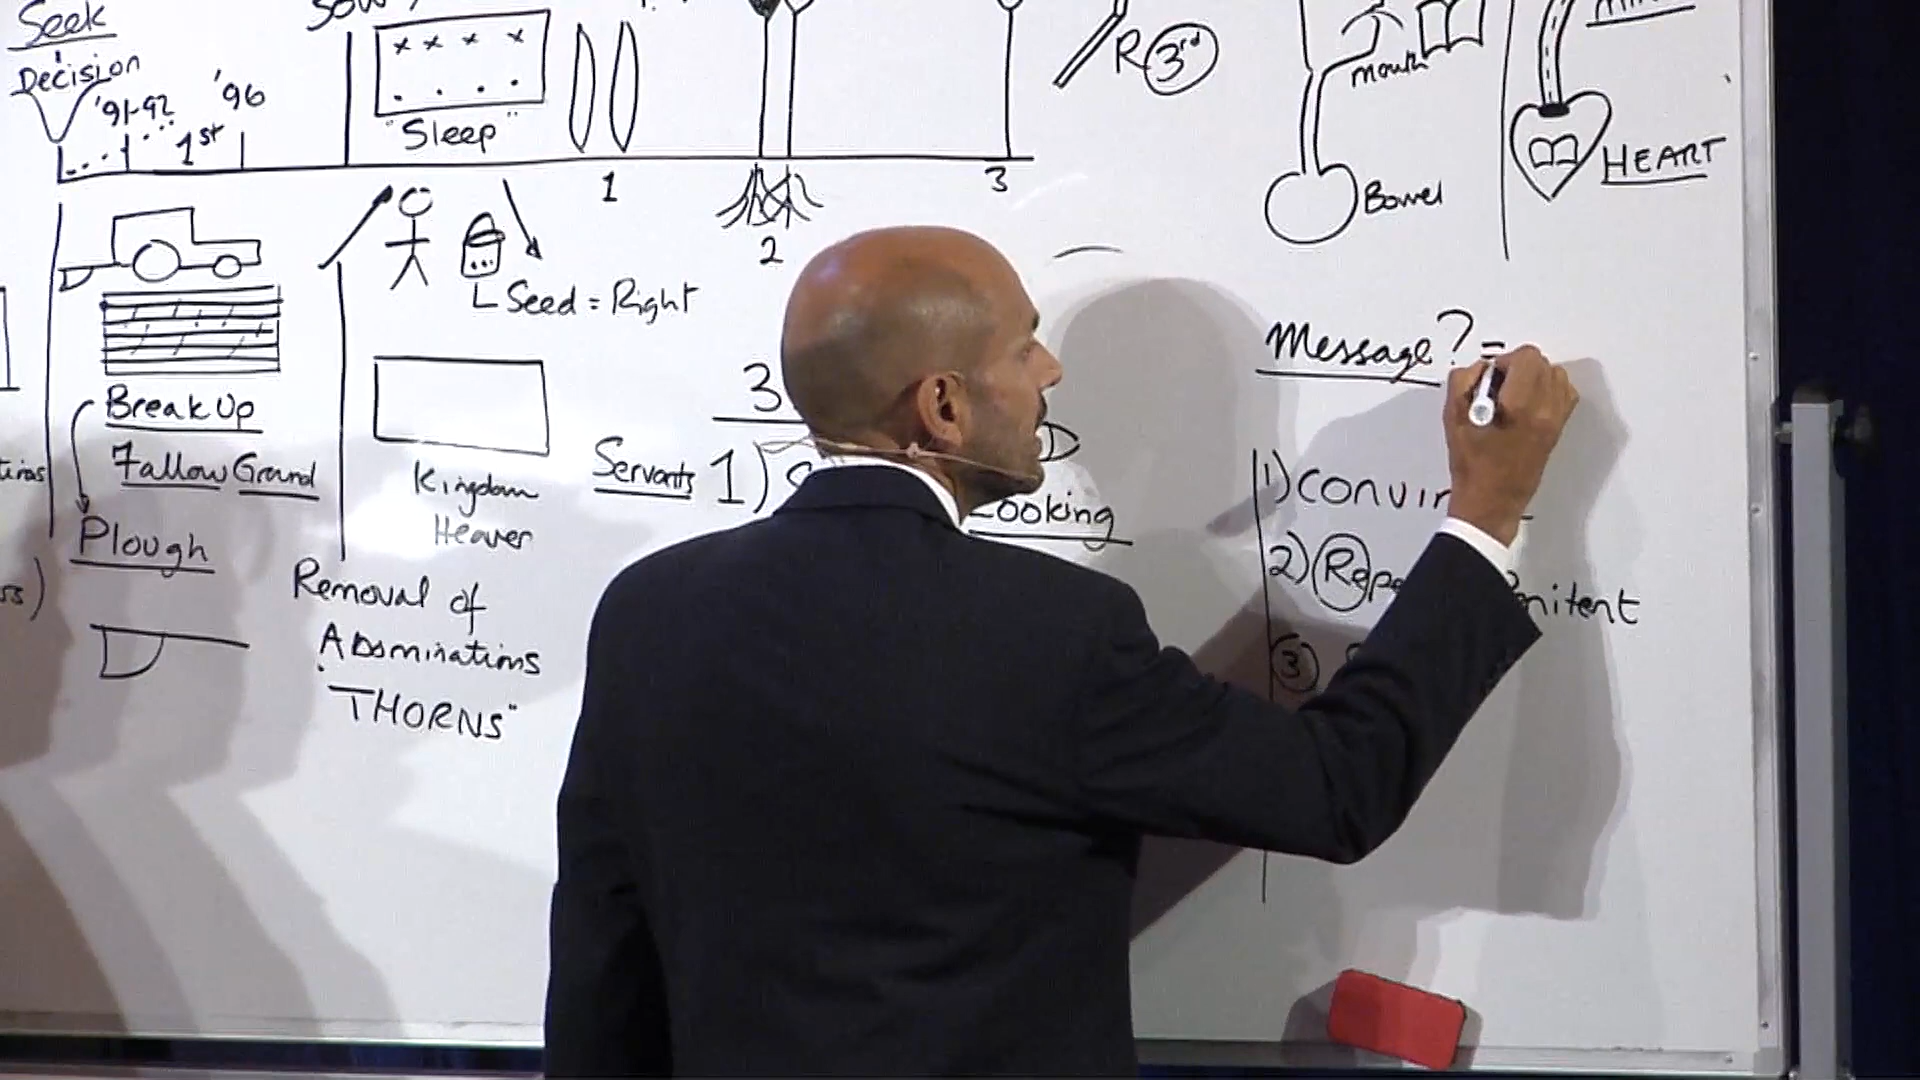 Seek
Decision
'91-92
'96
1st
"Sleep"
1
2
3
R 3rd
mouth
Bowel
HEART
L Seed = Right
Message? =
Break Up
Fallow Ground
Plough
Kingdom
Heaven
Servants
3
1)
Looking
1) convin
2) Repe
nitent
3)
Removal of
Abominations
"THORNS"